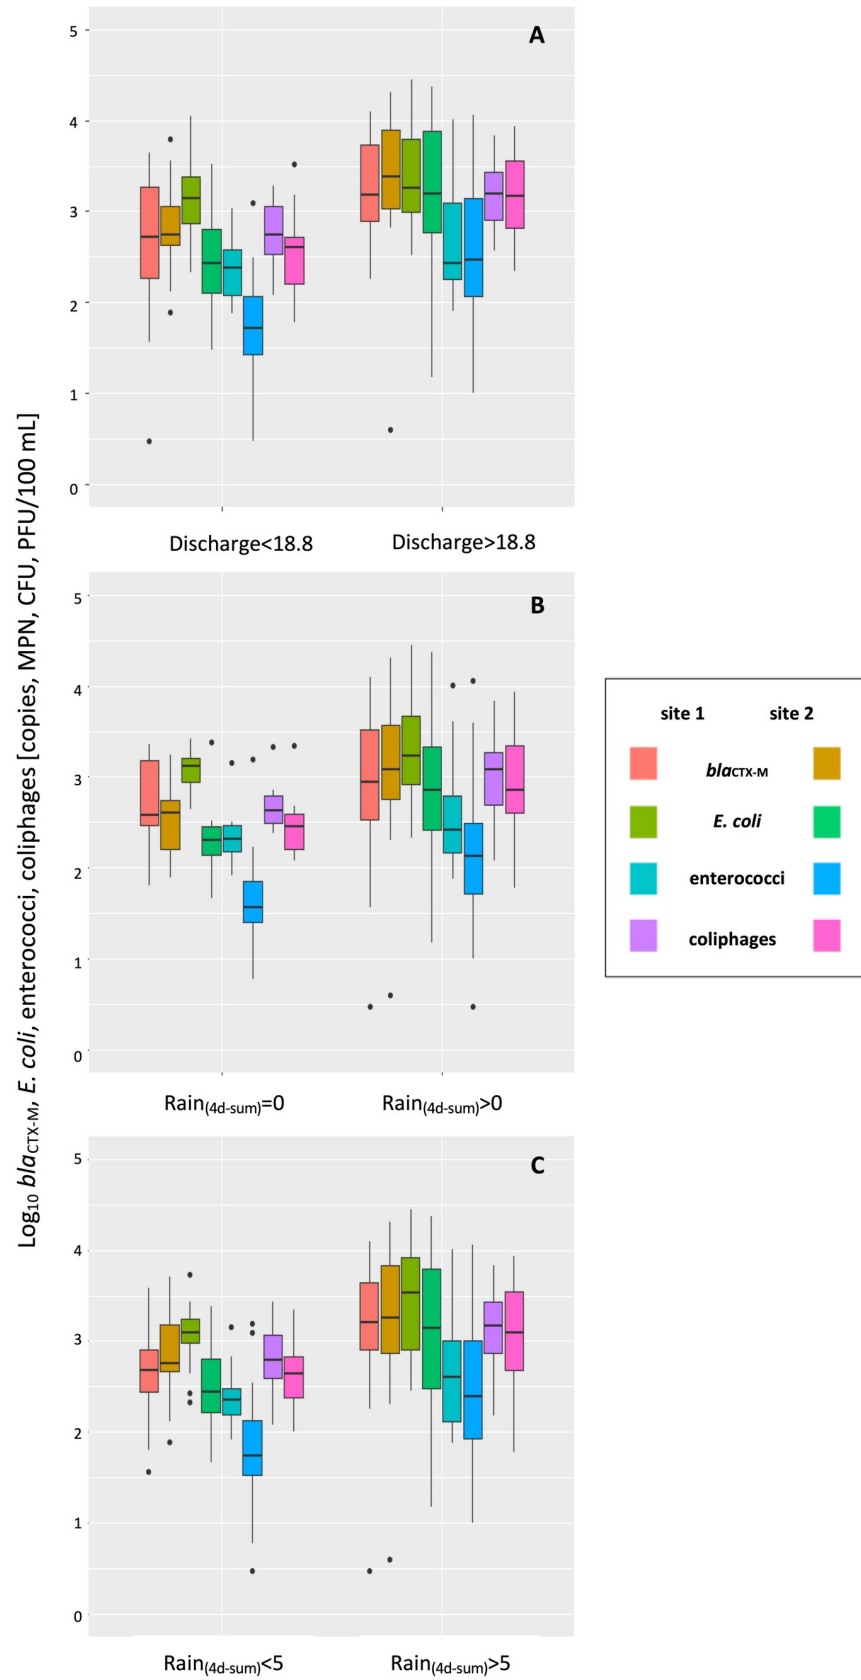 Log₁₀ blaCTX-M, E. coli, enterococci, coliphages [copies, MPN, CFU, PFU/100 mL]
A
5
4
3
2
1
0
Discharge<18.8 Discharge>18.8
B
5
4
3
2
1
0
Rain(4d-sum)=0 Rain(4d-sum)>0
site 1 site 2
blaCTX-M
E. coli
enterococci
coliphages
C
5
4
3
2
1
0
Rain(4d-sum)<5 Rain(4d-sum)>5